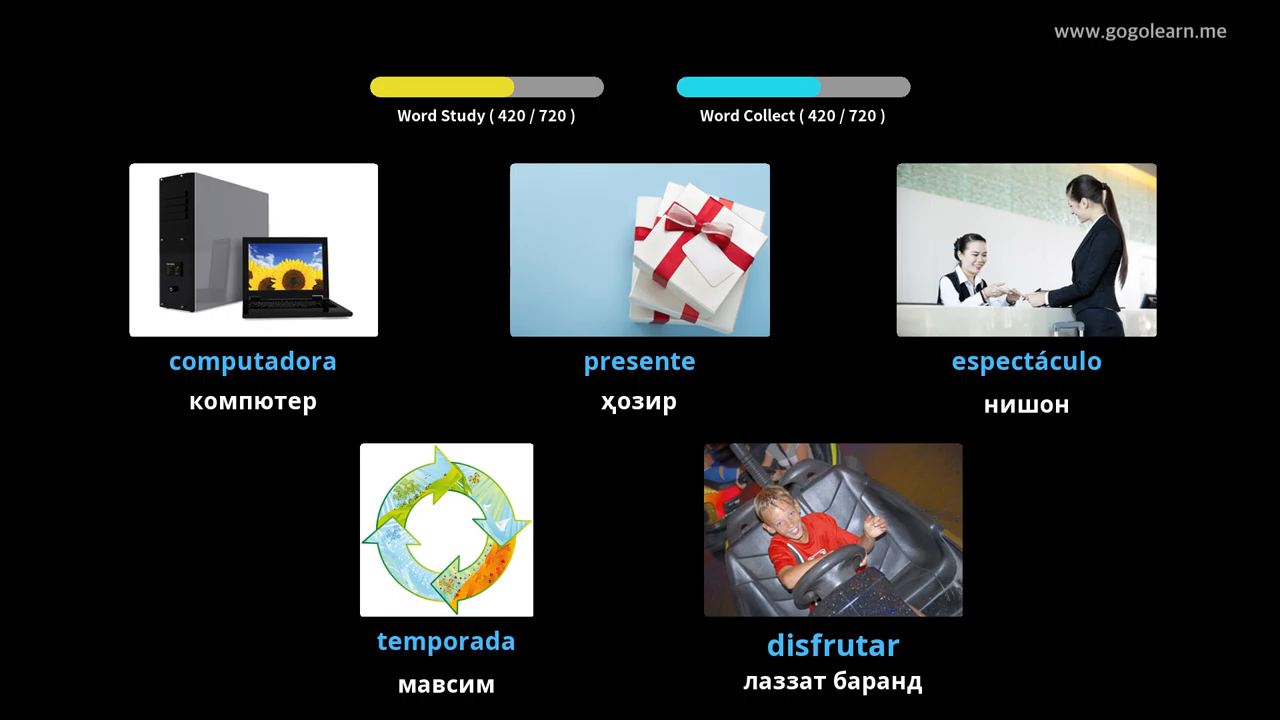 www.gogolearn.me
Word Study ( 420 / 720 )
Word Collect ( 420 / 720 )
computadora
компютер
presente
ҳозир
espectáculo
нишон
temporada
мавсим
disfrutar
лаззат баранд